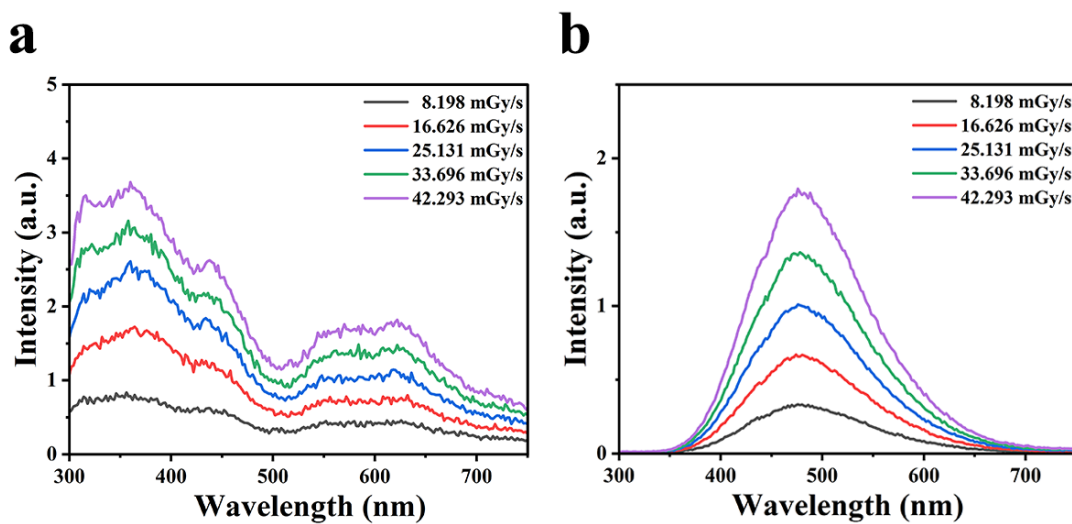 a
5
4
3
2
1
0
300 400 500 600 700
Intensity (a.u.)
Wavelength (nm)
8.198 mGy/s
16.626 mGy/s
25.131 mGy/s
33.696 mGy/s
42.293 mGy/s
b
2
1
0
300 400 500 600 700
Intensity (a.u.)
Wavelength (nm)
8.198 mGy/s
16.626 mGy/s
25.131 mGy/s
33.696 mGy/s
42.293 mGy/s